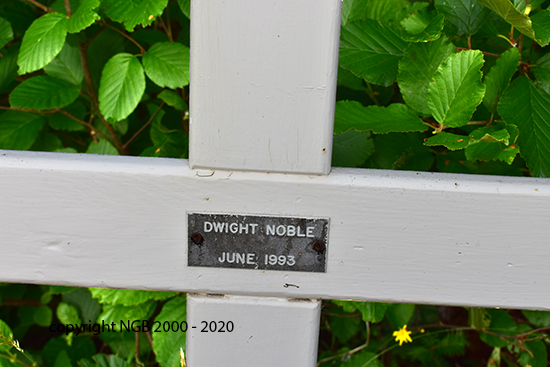 DWIGHT NOBLE
JUNE 1993
copyright © NGB 2000 - 2020